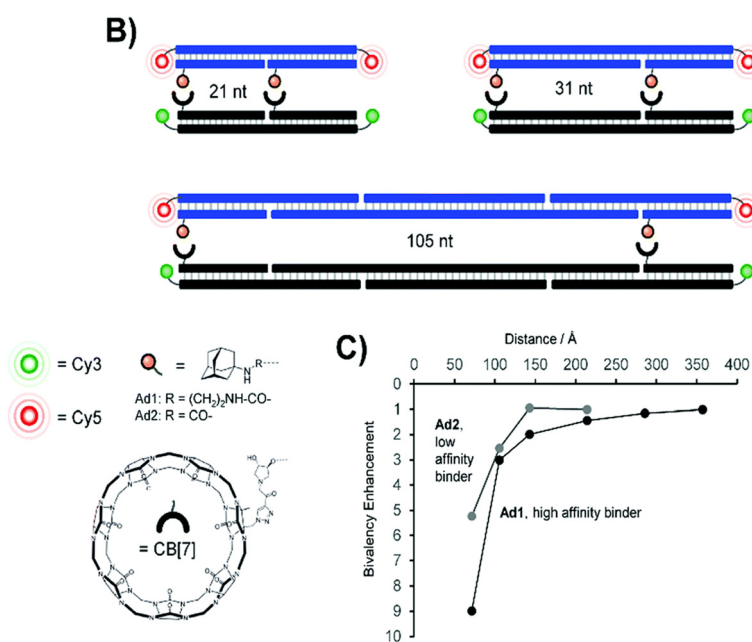 B)
21 nt
31 nt
105 nt
= Cy3
= Cy5
=
N
H
R
Ad1: R = (CH₂)₂NH-CO-
Ad2: R = CO-
HO
= CB[7]
C)
Distance / Å
0 50 100 150 200 250 300 350 400
0
1
2
3
4
5
6
7
8
9
10
Bivalency Enhancement
Ad2,
low
affinity
binder
Ad1, high affinity binder